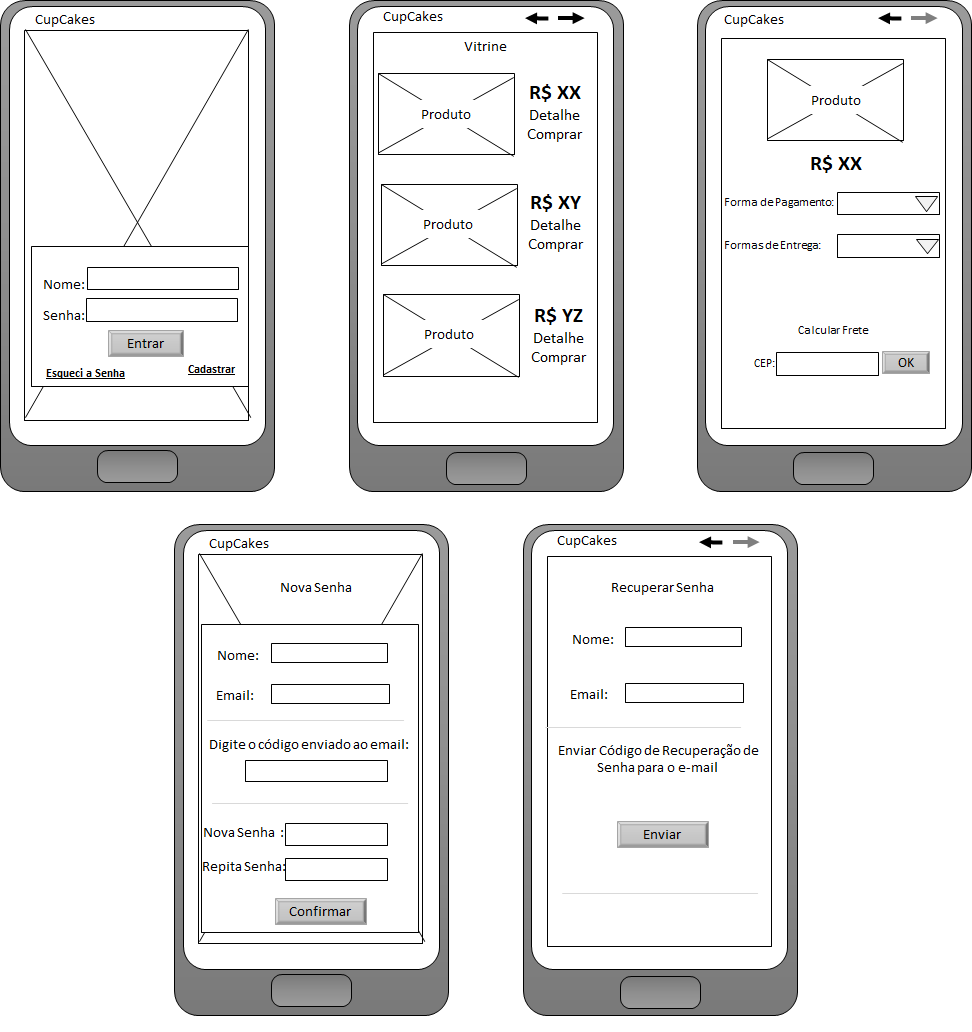 CupCakes
Nome:
Senha:
Entrar
Esqueci a Senha
Cadastrar
CupCakes
Vitrine
Produto
R$ XX
Detalhe
Comprar
Produto
R$ XY
Detalhe
Comprar
Produto
R$ YZ
Detalhe
Comprar
CupCakes
Produto
R$ XX
Forma de Pagamento:
Formas de Entrega:
Calcular Frete
CEP:
OK
CupCakes
Nova Senha
Nome:
Email:
Digite o código enviado ao email:
Nova Senha :
Repita Senha:
Confirmar
CupCakes
Recuperar Senha
Nome:
Email:
Enviar Código de Recuperação de
Senha para o e-mail
Enviar